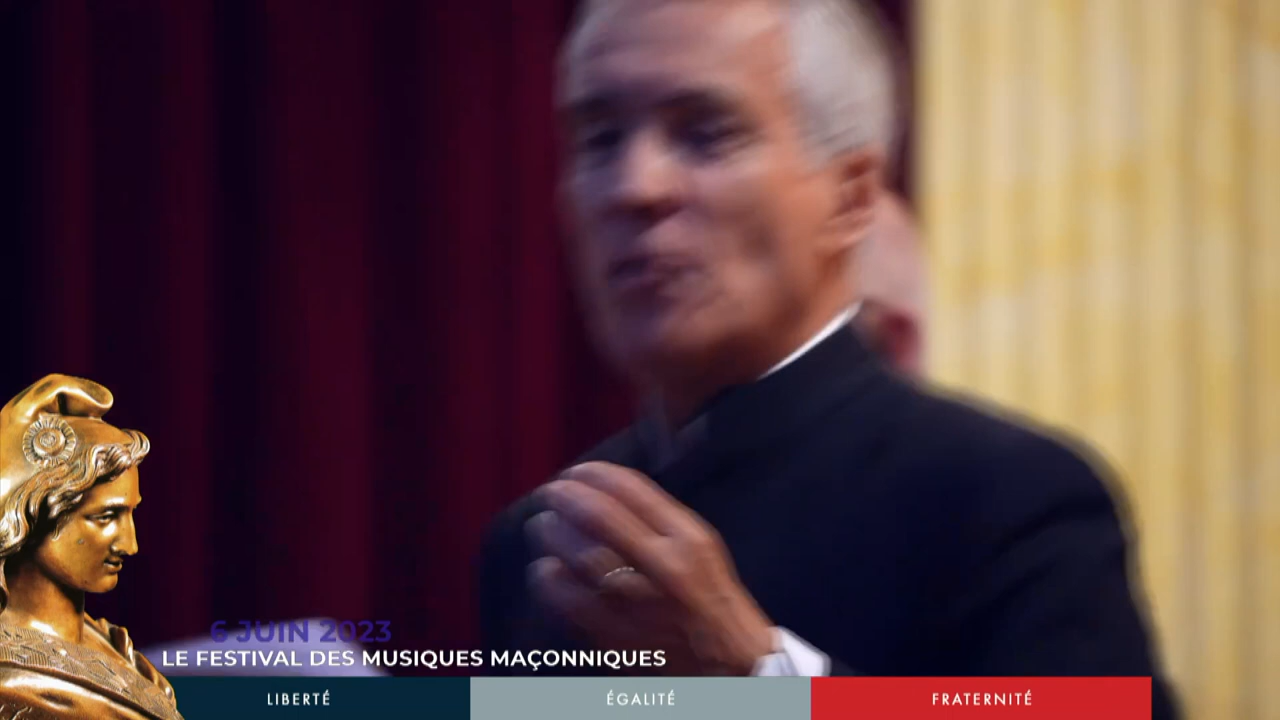 6 JUIN 2023
LE FESTIVAL DES MUSIQUES MAÇONNIQUES
LIBERTÉ ÉGALITÉ FRATERNITÉ